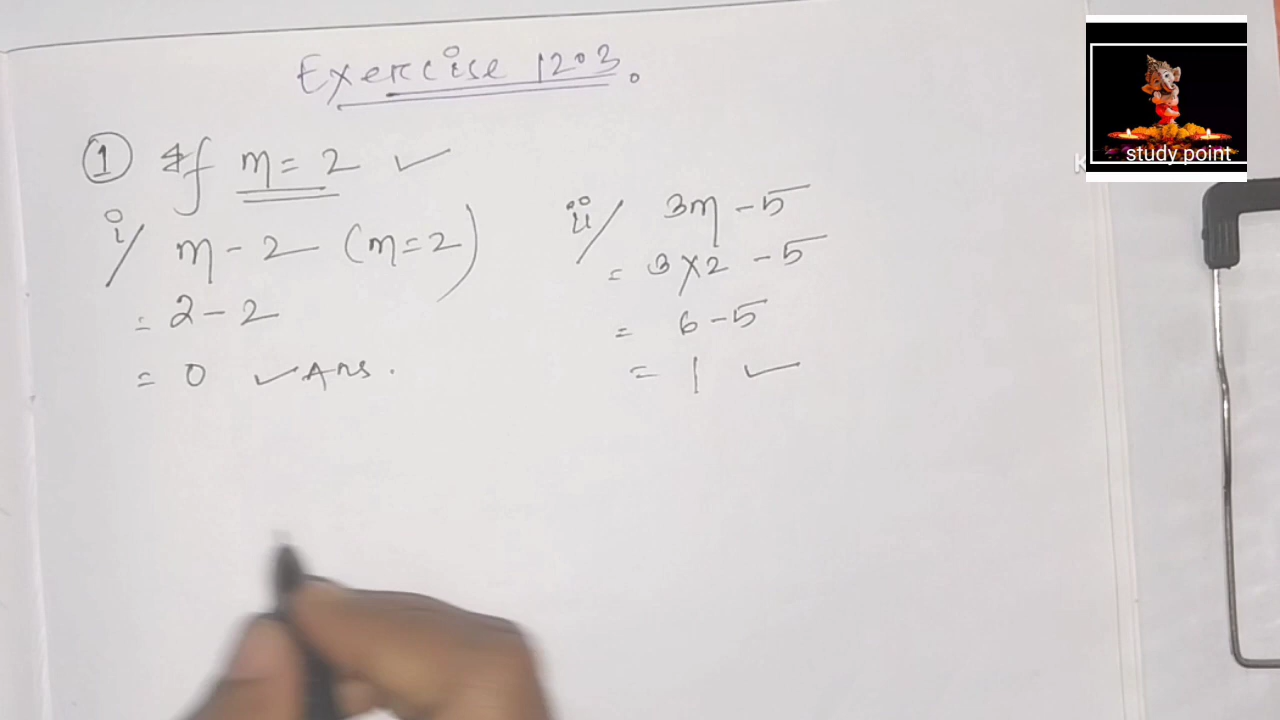 Exercise 12.3.
① If m = 2 ✓
i/ m - 2 (m = 2)
= 2 - 2
= 0 ✓ Ans.
ii/ 3m - 5
= 3 × 2 - 5
= 6 - 5
= 1 ✓
study point
K